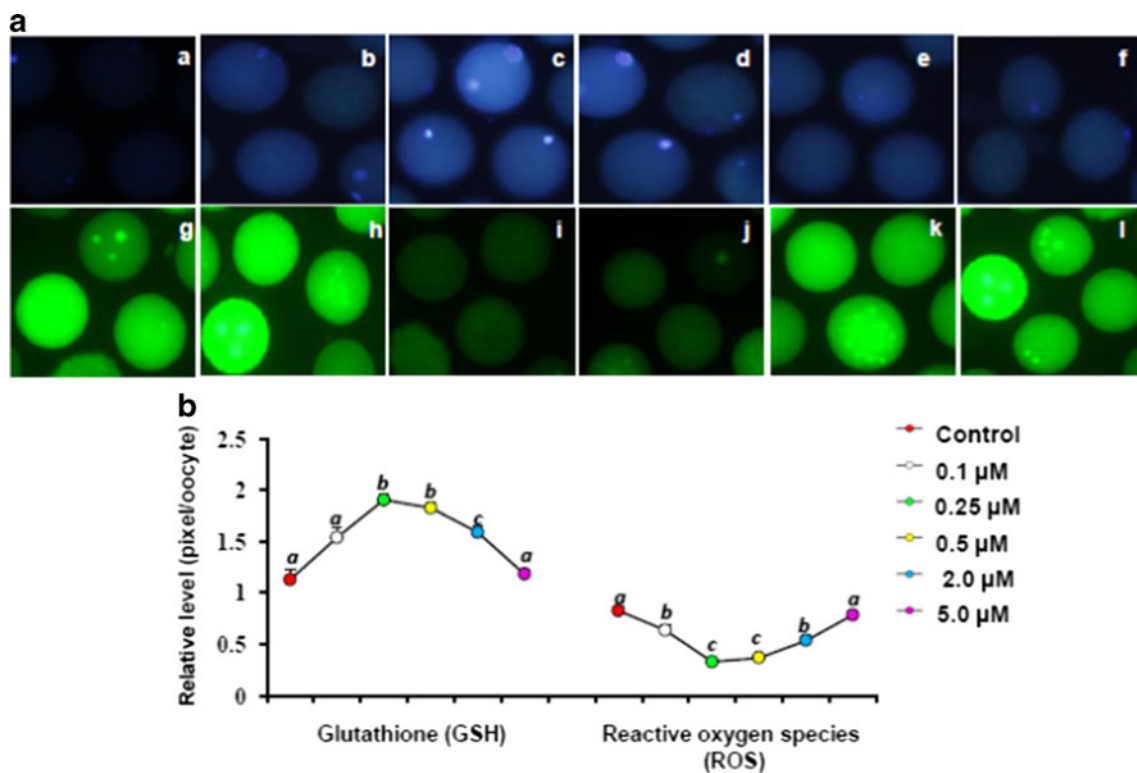 a
a b c d e f
g h i j k l
b
Relative level (pixel/oocyte)
2.5
2
1.5
1
0.5
0
a a b b c a
a b c c b a
Glutathione (GSH)
Reactive oxygen species
(ROS)
Control
0.1 µM
0.25 µM
0.5 µM
2.0 µM
5.0 µM